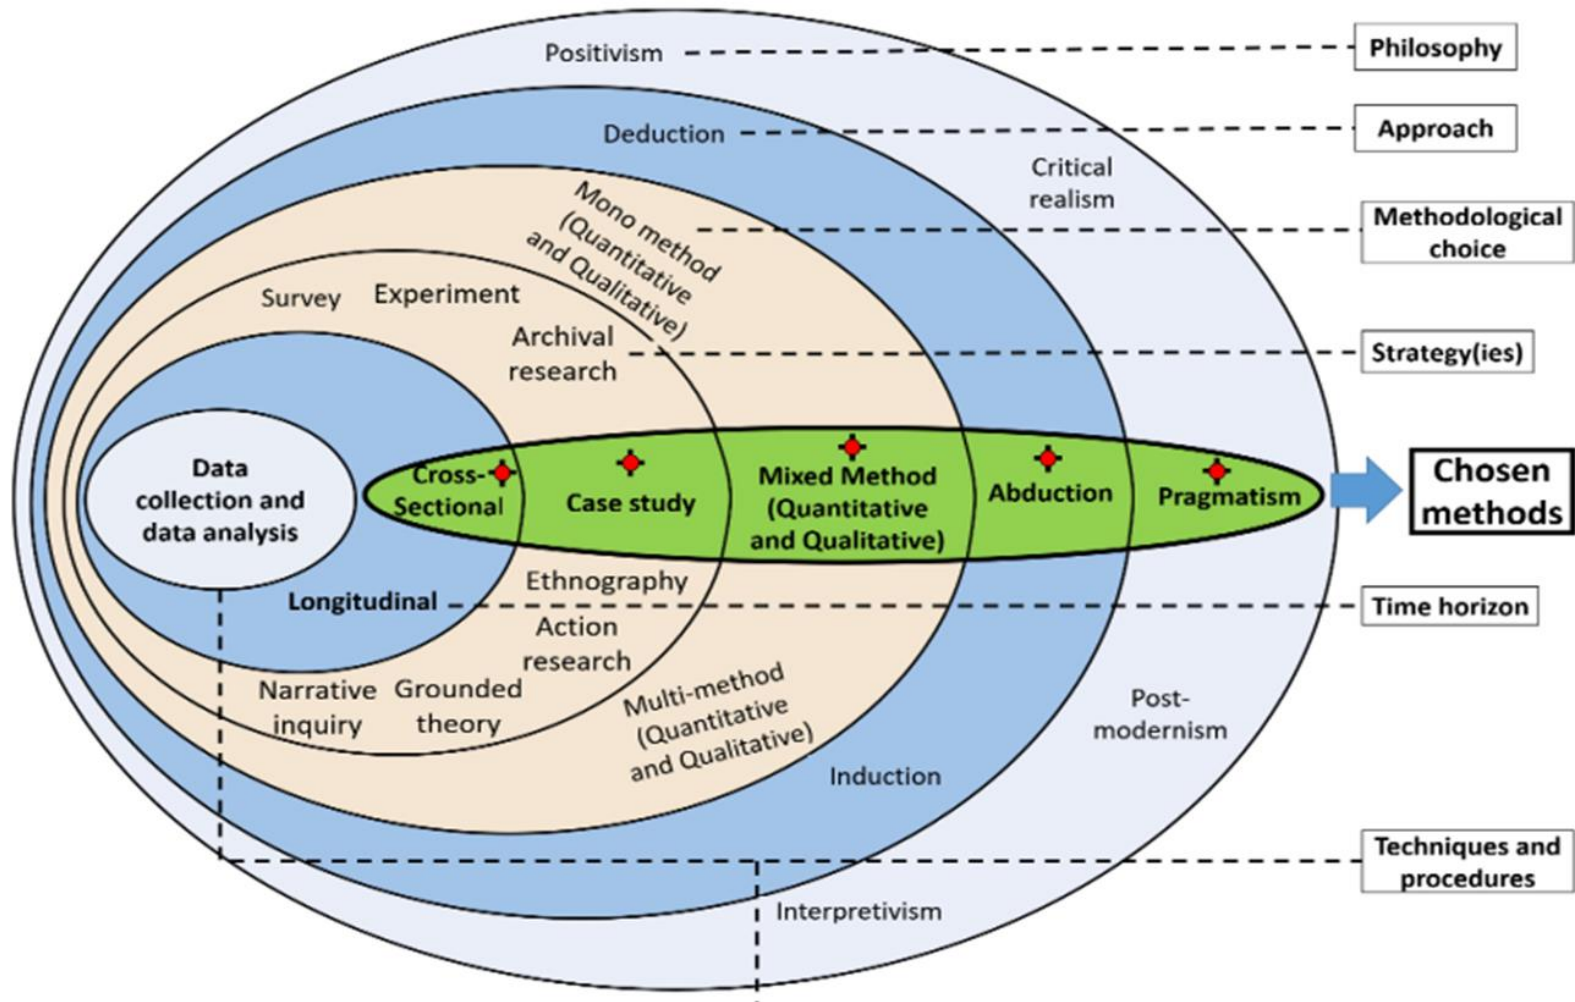 Positivism
Philosophy
Deduction
Approach
Critical
realism
Mono method
(Quantitative
and Qualitative)
Methodological
choice
Survey
Experiment
Archival
research
Strategy(ies)
Data
collection and
data analysis
Cross-
Sectional
Case study
Mixed Method
(Quantitative
and Qualitative)
Abduction
Pragmatism
Chosen
methods
Ethnography
Longitudinal
Time horizon
Action
research
Narrative
inquiry
Grounded
theory
Multi-method
(Quantitative
and Qualitative)
Post-
modernism
Induction
Techniques and
procedures
Interpretivism